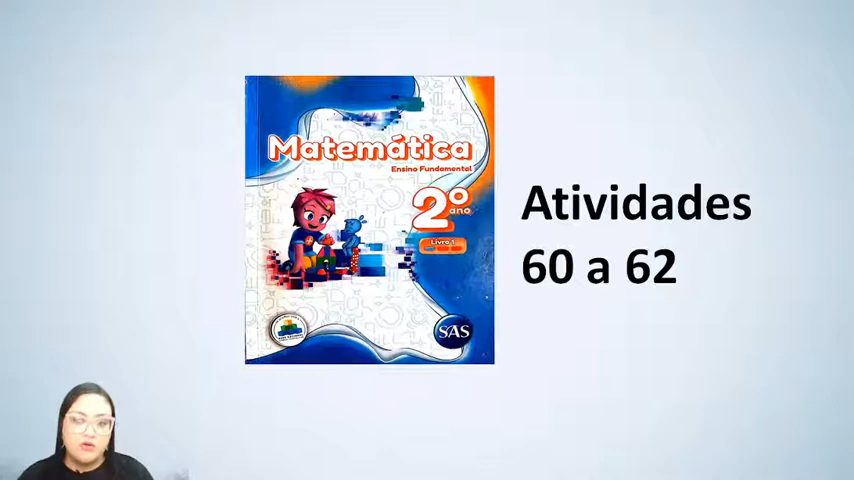 Matemática
Ensino Fundamental
2º
ano
Livro 1
SAS
Atividades
60 a 62